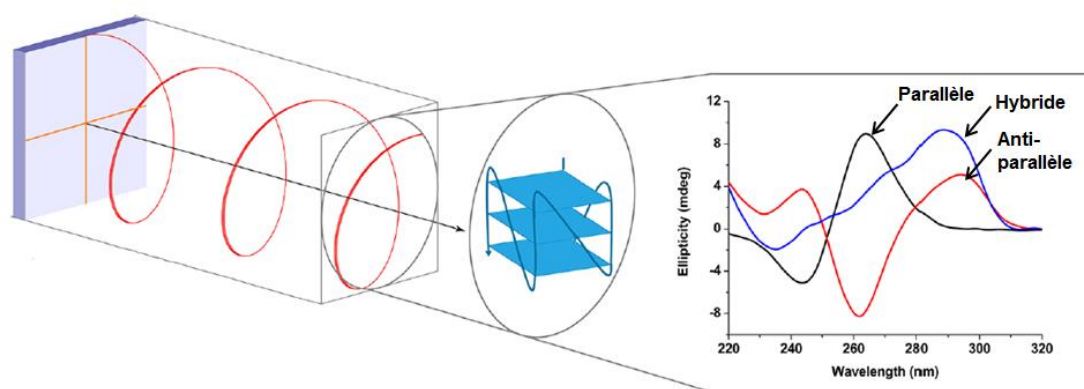 Parallèle
Hybride
Anti-
parallèle
12
8
4
0
-4
-8
Ellipticity (mdeg)
220 240 260 280 300 320
Wavelength (nm)